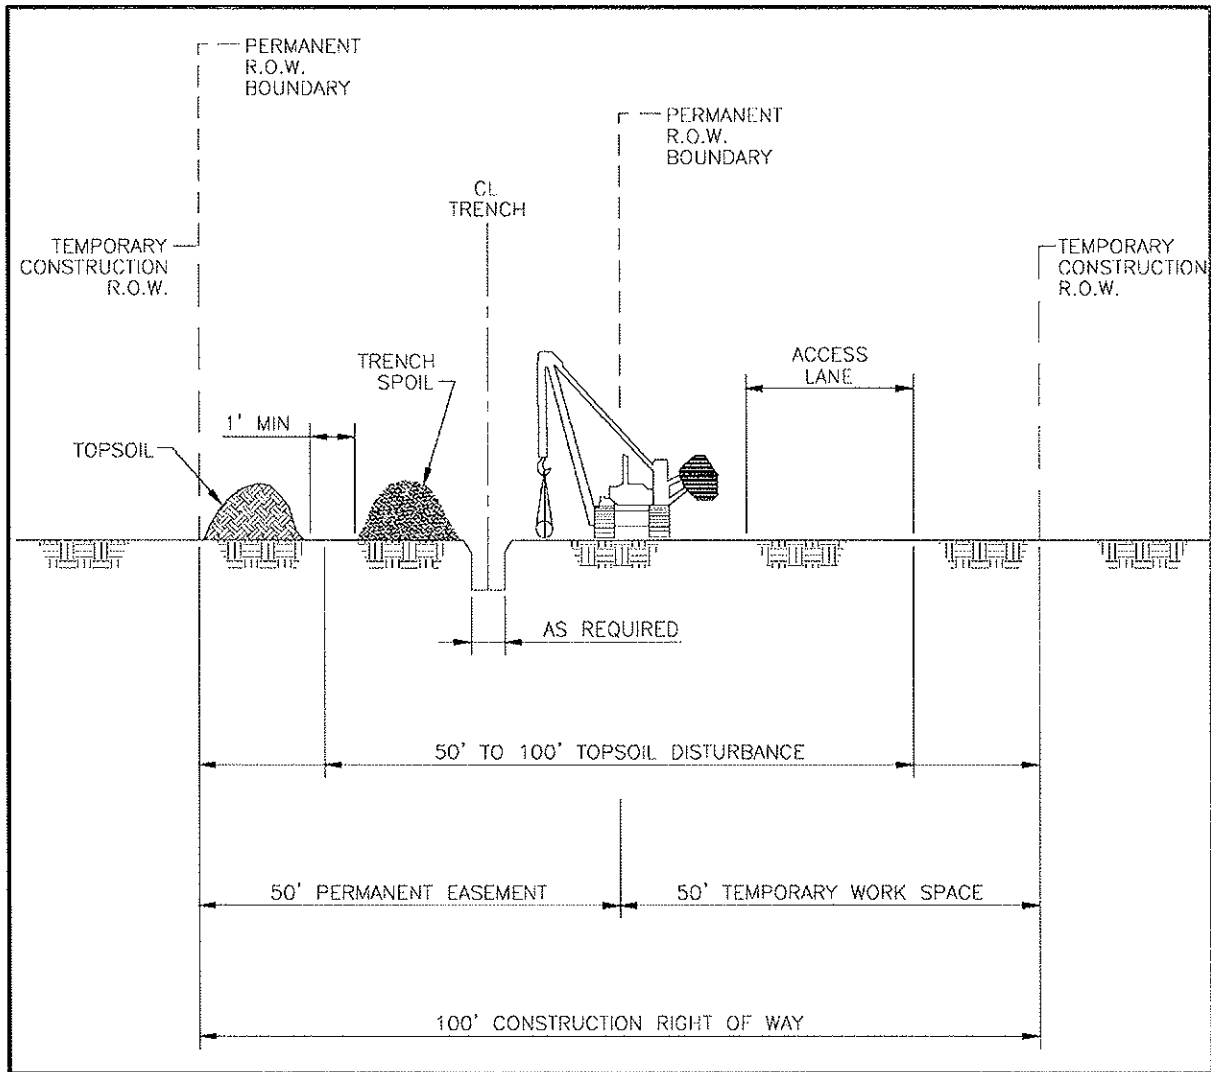 PERMANENT
R.O.W.
BOUNDARY
PERMANENT
R.O.W.
BOUNDARY
CL
TRENCH
TEMPORARY
CONSTRUCTION
R.O.W.
TEMPORARY
CONSTRUCTION
R.O.W.
TRENCH
SPOIL
ACCESS
LANE
1' MIN
TOPSOIL
AS REQUIRED
50' TO 100' TOPSOIL DISTURBANCE
50' PERMANENT EASEMENT
50' TEMPORARY WORK SPACE
100' CONSTRUCTION RIGHT OF WAY